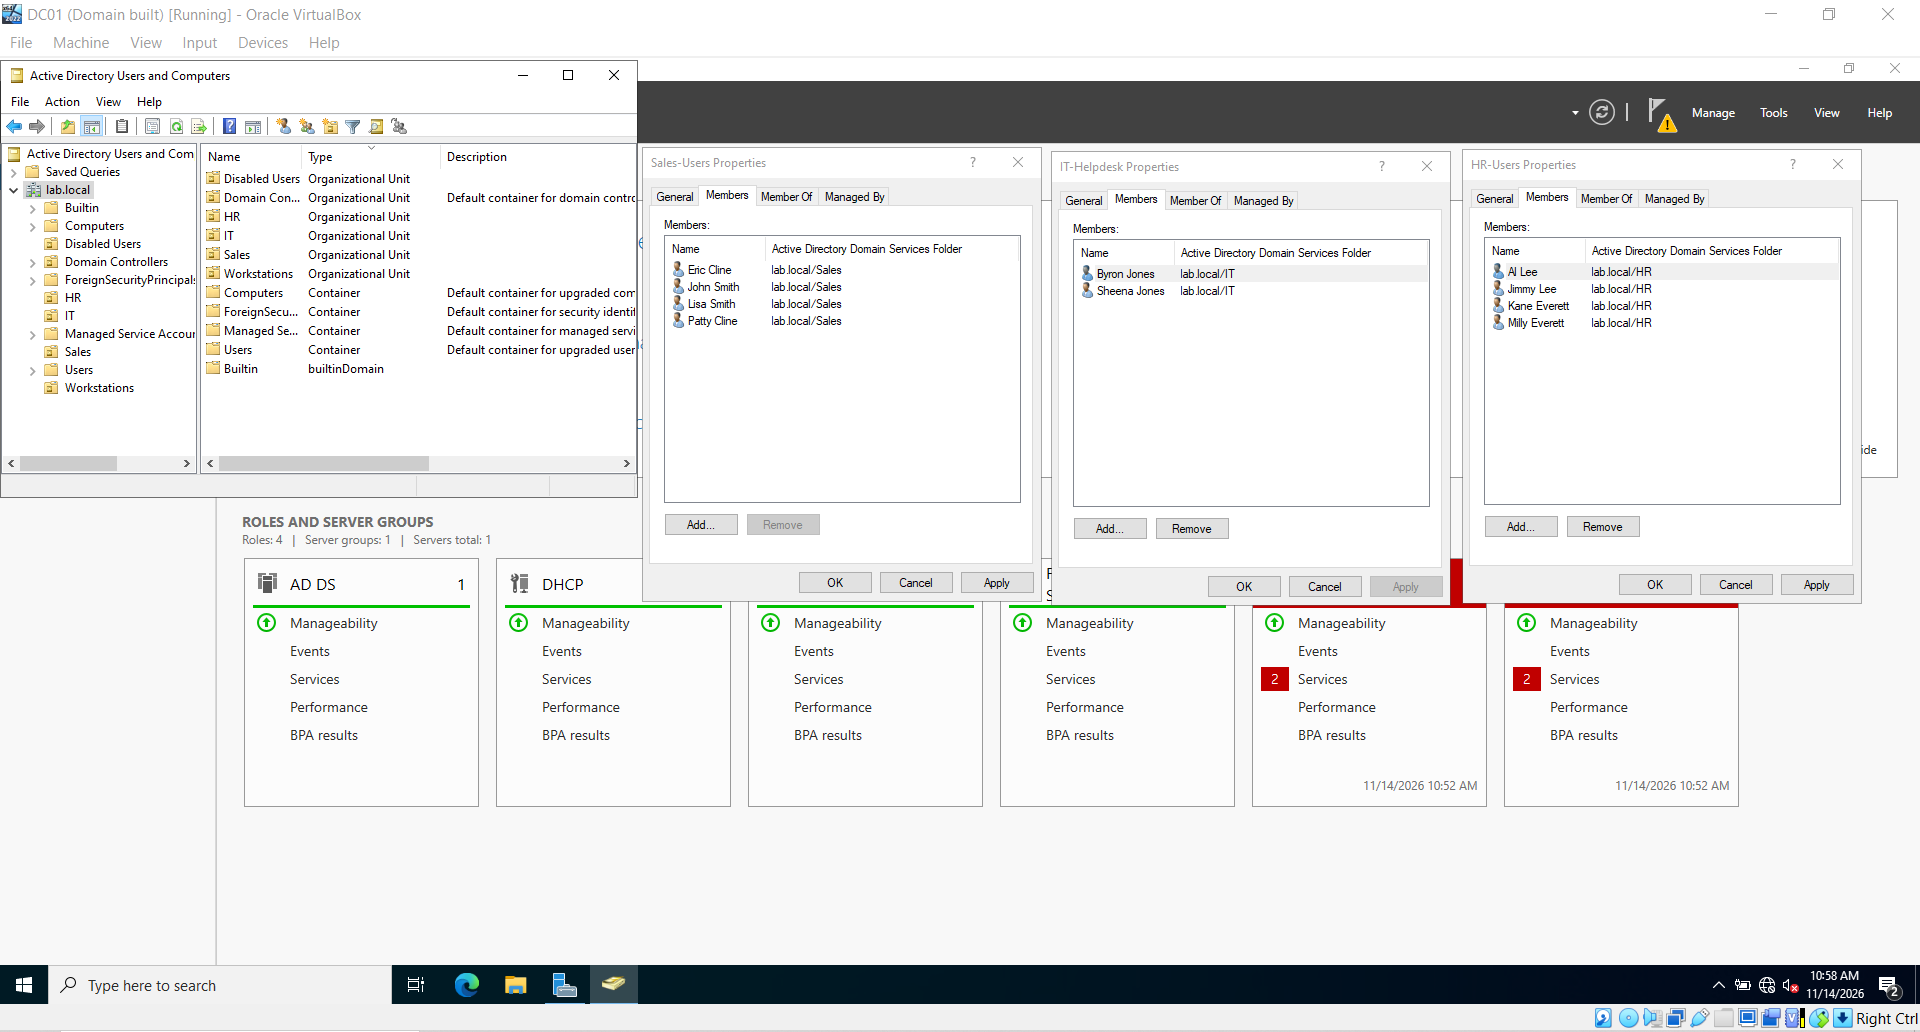 DC01 (Domain built) [Running] - Oracle VirtualBox
File Machine View Input Devices Help
Active Directory Users and Computers
File Action View Help
Manage Tools View Help
Active Directory Users and Com
Saved Queries
lab.local
Builtin
Computers
Disabled Users
Domain Controllers
ForeignSecurityPrincipals
HR
IT
Managed Service Accour
Sales
Users
Workstations
Name Type Description
Disabled Users Organizational Unit
Domain Con... Organizational Unit Default container for domain contro
HR Organizational Unit
IT Organizational Unit
Sales Organizational Unit
Workstations Organizational Unit
Computers Container Default container for upgraded com
ForeignSecu... Container Default container for security identif
Managed Se... Container Default container for managed servi
Users Container Default container for upgraded user
Builtin builtinDomain
Sales-Users Properties
General Members Member Of Managed By
Members:
Name Active Directory Domain Services Folder
Eric Cline lab.local/Sales
John Smith lab.local/Sales
Lisa Smith lab.local/Sales
Patty Cline lab.local/Sales
Add... Remove
OK Cancel Apply
IT-Helpdesk Properties
General Members Member Of Managed By
Members:
Name Active Directory Domain Services Folder
Byron Jones lab.local/IT
Sheena Jones lab.local/IT
Add... Remove
OK Cancel Apply
HR-Users Properties
General Members Member Of Managed By
Members:
Name Active Directory Domain Services Folder
Al Lee lab.local/HR
Jimmy Lee lab.local/HR
Kane Everett lab.local/HR
Milly Everett lab.local/HR
Add... Remove
OK Cancel Apply
ide
ROLES AND SERVER GROUPS
Roles: 4 | Server groups: 1 | Servers total: 1
AD DS 1
Manageability
Events
Services
Performance
BPA results
DHCP
Manageability
Events
Services
Performance
BPA results
Manageability
Events
Services
Performance
BPA results
F
S
Manageability
Events
Services
Performance
BPA results
Manageability
Events
2 Services
Performance
BPA results
11/14/2026 10:52 AM
Manageability
Events
2 Services
Performance
BPA results
11/14/2026 10:52 AM
Type here to search
10:58 AM
11/14/2026
2
Right Ctrl